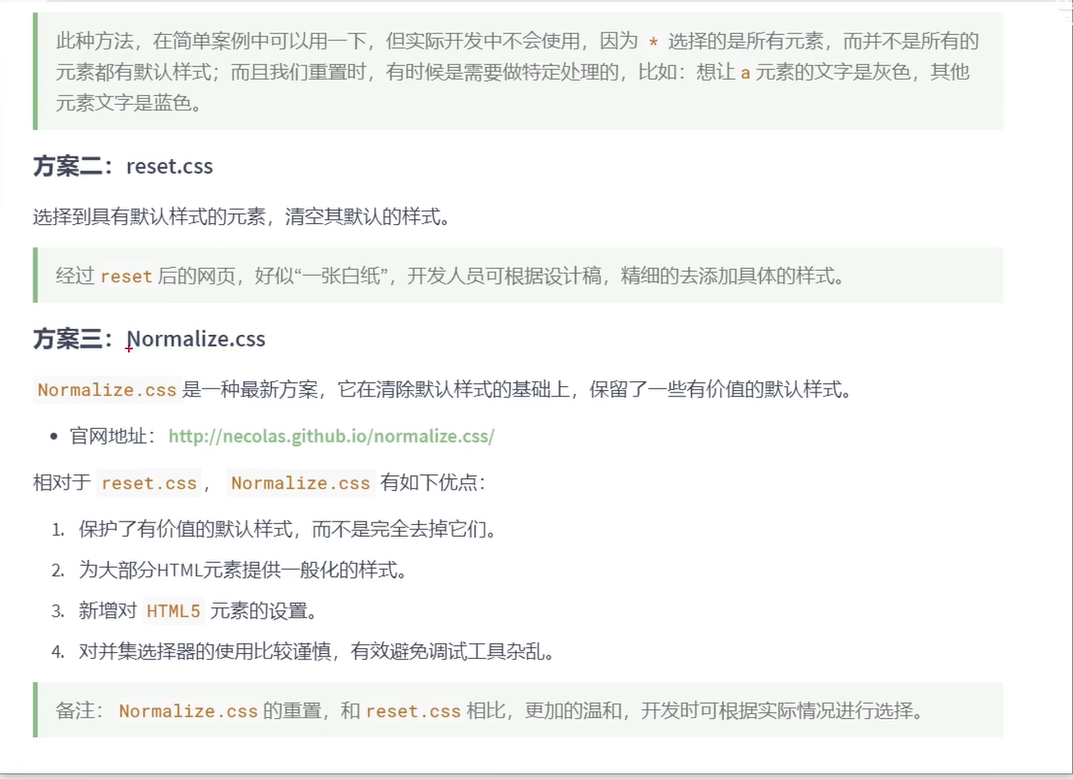 此种方法，在简单案例中可以用一下，但实际开发中不会使用，因为 * 选择的是所有元素，而并不是所有的
元素都有默认样式；而且我们重置时，有时候是需要做特定处理的，比如：想让 a 元素的文字是灰色，其他
元素文字是蓝色。
方案二：reset.css
选择到具有默认样式的元素，清空其默认的样式。
经过 reset 后的网页，好似“一张白纸”，开发人员可根据设计稿，精细的去添加具体的样式。
方案三：Normalize.css
Normalize.css 是一种最新方案，它在清除默认样式的基础上，保留了一些有价值的默认样式。
• 官网地址：http://necolas.github.io/normalize.css/
相对于 reset.css， Normalize.css 有如下优点：
1. 保护了有价值的默认样式，而不是完全去掉它们。
2. 为大部分HTML元素提供一般化的样式。
3. 新增对 HTML5 元素的设置。
4. 对并集选择器的使用比较谨慎，有效避免调试工具杂乱。
备注： Normalize.css 的重置，和 reset.css 相比，更加的温和，开发时可根据实际情况进行选择。